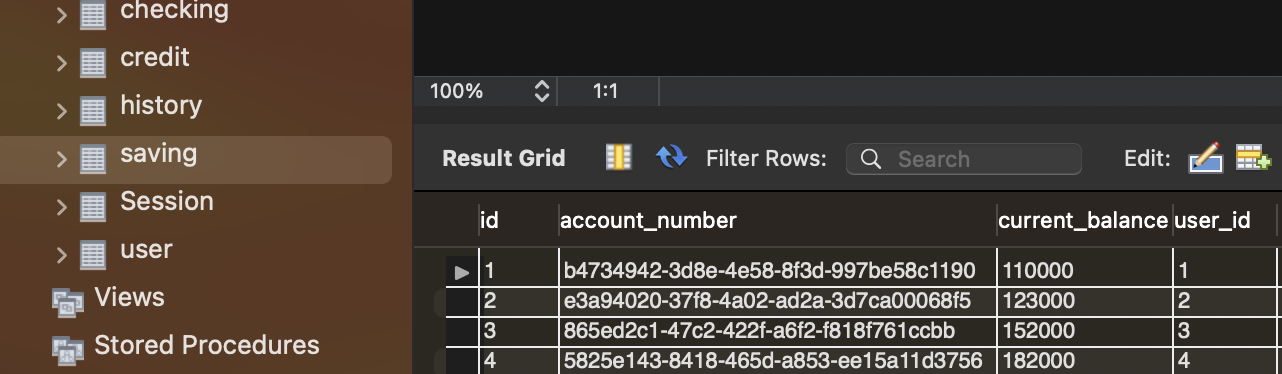 checking
credit
history
saving
Session
user
Views
Stored Procedures
100% 1:1
Result Grid Filter Rows: Search Edit:
id account_number current_balance user_id
1 b4734942-3d8e-4e58-8f3d-997be58c1190 110000 1
2 e3a94020-37f8-4a02-ad2a-3d7ca00068f5 123000 2
3 865ed2c1-47c2-422f-a6f2-f818f761ccbb 152000 3
4 5825e143-8418-465d-a853-ee15a11d3756 182000 4